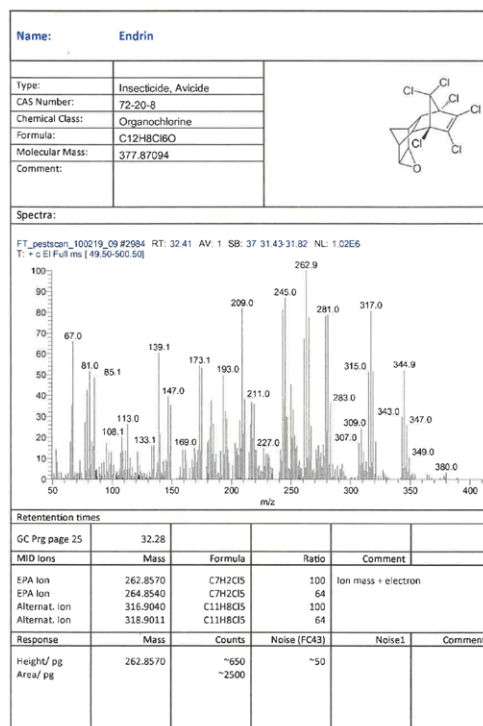 Name: Endrin
Type: Insecticide, Avicide
CAS Number: 72-20-8
Chemical Class: Organochlorine
Formula: C12H8Cl6O
Molecular Mass: 377.87094
Comment:
Cl
Cl
Cl
Cl
Cl
Cl
O
Spectra:
FT_pestscan_100219_09 #2984 RT: 32.41 AV: 1 SB: 37 31.43-31.82 NL: 1.02E6
T: + c EI Full ms [ 49.50-500.50]
100
90
80
70
60
50
40
30
20
10
0
262.9
209.0
245.0
281.0
317.0
67.0
139.1
81.0
85.1
173.1
193.0
315.0
344.9
147.0
211.0
283.0
343.0
113.0
108.1
133.1
169.0
227.0
309.0
307.0
347.0
349.0
380.0
50 100 150 200 250 300 350 400
m/z
Retentention times
GC Prg page 25 32.28
MID Ions Mass Formula Ratio Comment
EPA Ion 262.8570 C7H2Cl5 100 Ion mass + electron
EPA Ion 264.8540 C7H2Cl5 64
Alternat. Ion 316.9040 C11H8Cl5 100
Alternat. Ion 318.9011 C11H8Cl5 64
Response Mass Counts Noise (FC43) Noise1 Comment
Height/ pg 262.8570 ~650 ~50
Area/ pg ~2500